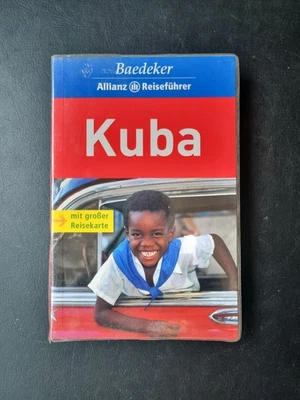 Baedeker
Allianz Reiseführer
Kuba
mit großer
Reisekarte